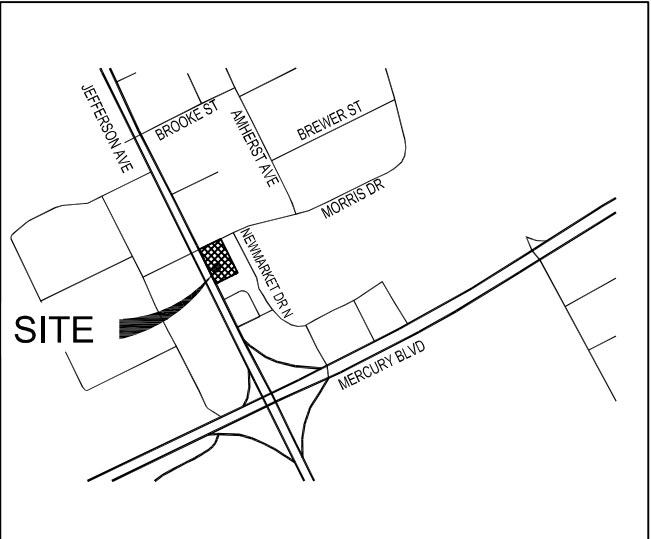 JEFFERSON AVE
BROOKE ST
AMHERST AVE
BREWER ST
MORRIS DR
NEWMARKET DR N
SITE
MERCURY BLVD